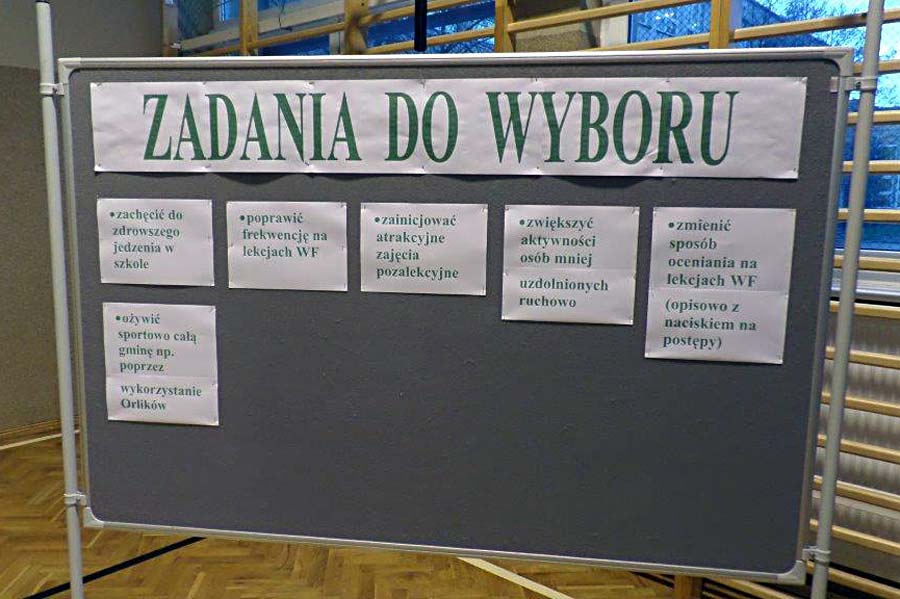 ZADANIA DO WYBORU
•zachęcić do
zdrowszego
jedzenia w
szkole
•poprawić
frekwencję na
lekcjach WF
•zainicjować
atrakcyjne
zajęcia
pozalekcyjne
•zwiększyć
aktywności
osób mniej
uzdolnionych
ruchowo
•zmienić
sposób
oceniania na
lekcjach WF
(opisowo z
naciskiem na
postępy)
•ożywić
sportowo całą
gminę np.
poprzez
wykorzystanie
Orlików